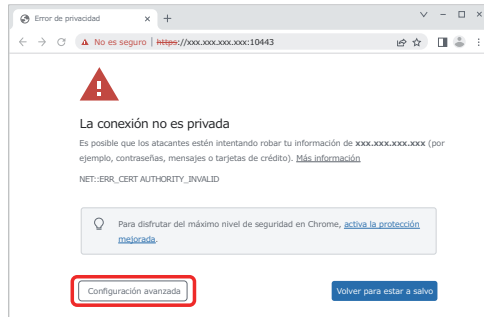 Error de privacidad
No es seguro | https://xxx.xxx.xxx.xxx:10443
La conexión no es privada
Es posible que los atacantes estén intentando robar tu información de xxx.xxx.xxx.xxx (por
ejemplo, contraseñas, mensajes o tarjetas de crédito). Más información
NET::ERR_CERT AUTHORITY_INVALID
Para disfrutar del máximo nivel de seguridad en Chrome, activa la protección
mejorada.
Configuración avanzada
Volver para estar a salvo